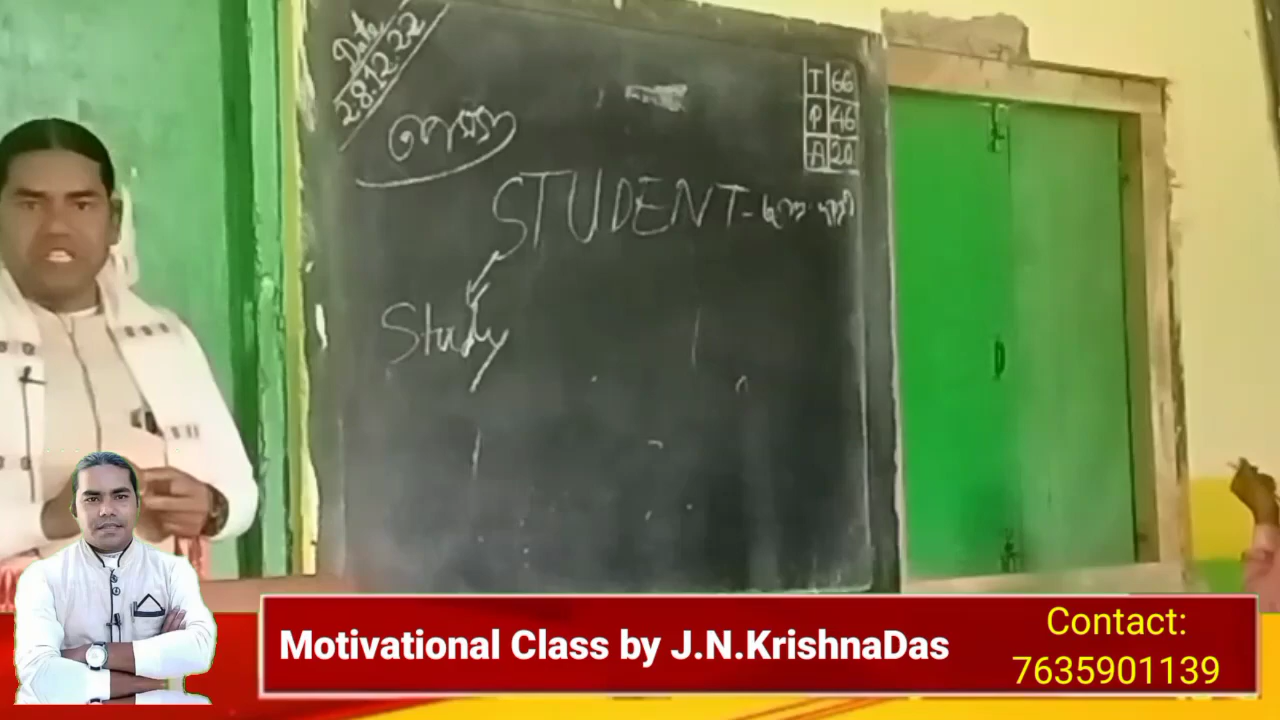 Date
28.12.22
T 66
P 46
A 20
STUDENT-
Study
Motivational Class by J.N.KrishnaDas
Contact:
7635901139